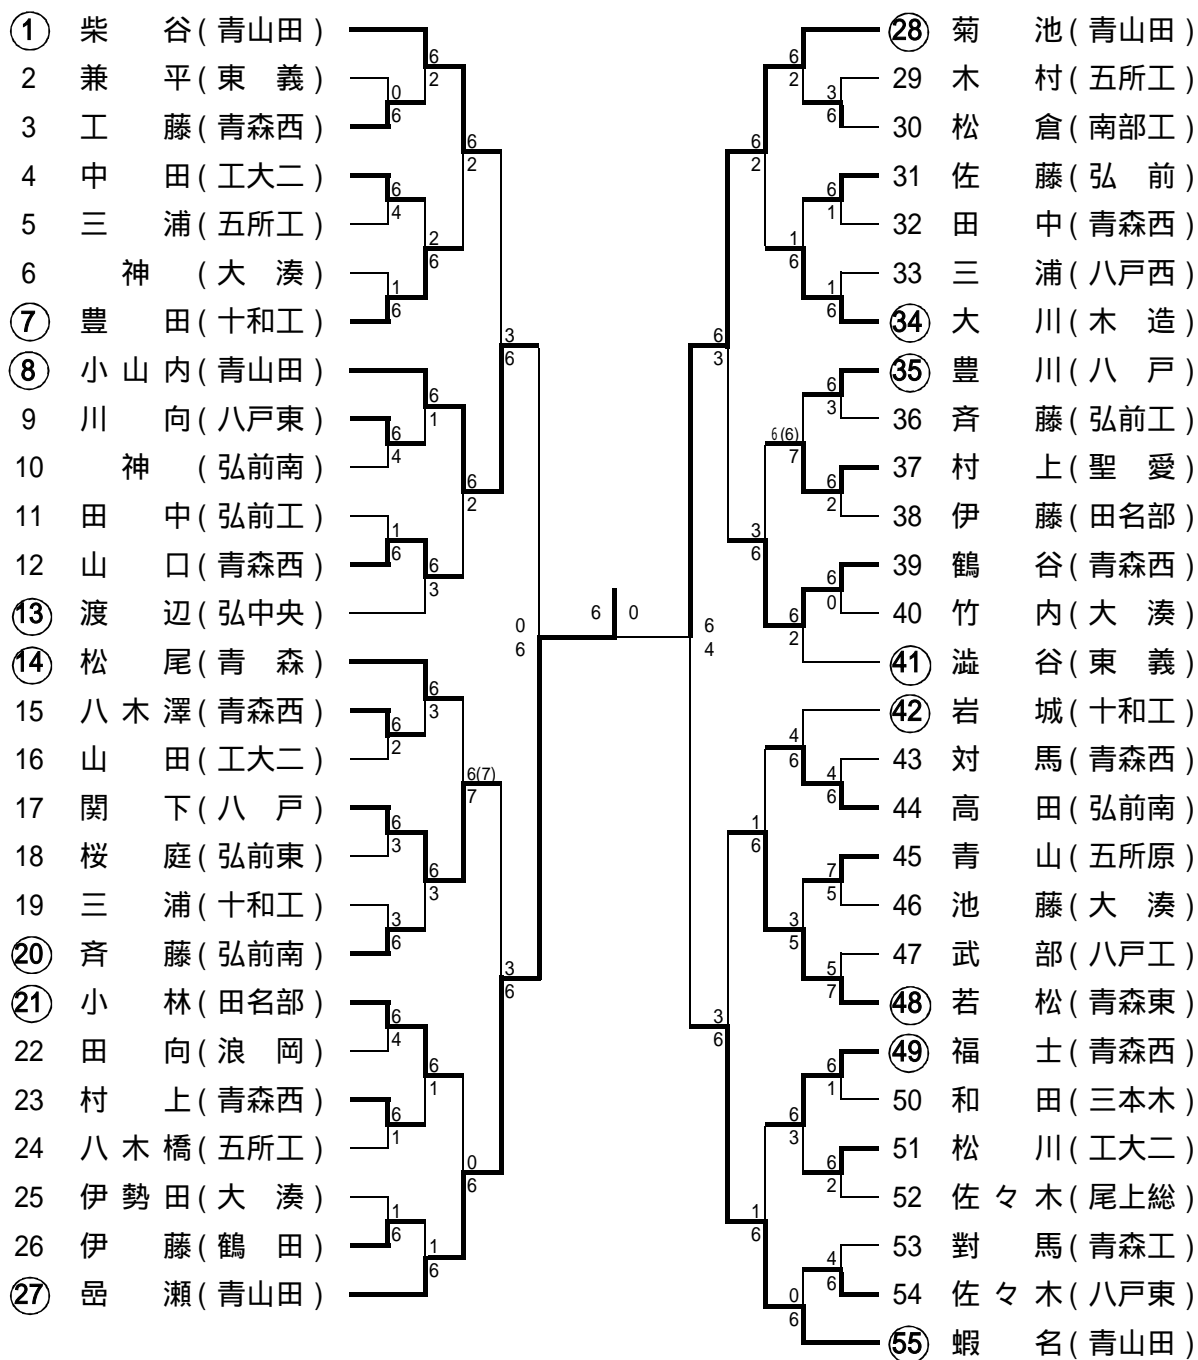 ① 柴 谷 ( 青山田 )
2 兼 平 ( 東 義 )
3 工 藤 ( 青森西 )
4 中 田 ( 工大二 )
5 三 浦 ( 五所工 )
6 神 ( 大 湊 )
⑦ 豊 田 ( 十和工 )
⑧ 小 山 内 ( 青山田 )
9 川 向 ( 八戸東 )
10 神 ( 弘前南 )
11 田 中 ( 弘前工 )
12 山 口 ( 青森西 )
⑬ 渡 辺 ( 弘中央 )
⑭ 松 尾 ( 青 森 )
15 八 木 澤 ( 青森西 )
16 山 田 ( 工大二 )
17 関 下 ( 八 戸 )
18 桜 庭 ( 弘前東 )
19 三 浦 ( 十和工 )
⑳ 斉 藤 ( 弘前南 )
㉑ 小 林 ( 田名部 )
22 田 向 ( 浪 岡 )
23 村 上 ( 青森西 )
24 八 木 橋 ( 五所工 )
25 伊 勢 田 ( 大 湊 )
26 伊 藤 ( 鶴 田 )
㉗ 嵒 瀬 ( 青山田 )
6
2
0
6
6
2
6
4
2
6
1
6
3
6
6
1
6
4
6
2
1
6
6
3
0
6
6
3
6
2
6(7)
7
6
3
6
3
3
6
3
6
6
4
6
1
6
1
0
6
1
6
1
6
6 0
6
4
6
2
3
6
6
2
6
1
1
6
1
6
6
3
6
3
6(6)
7
6
2
3
6
6
0
6
2
4
6
4
6
1
6
7
5
3
5
5
7
3
6
6
1
6
3
6
2
1
6
4
6
0
6
㉘ 菊 池 ( 青山田 )
29 木 村 ( 五所工 )
30 松 倉 ( 南部工 )
31 佐 藤 ( 弘 前 )
32 田 中 ( 青森西 )
33 三 浦 ( 八戸西 )
㉞ 大 川 ( 木 造 )
㉟ 豊 川 ( 八 戸 )
36 斉 藤 ( 弘前工 )
37 村 上 ( 聖 愛 )
38 伊 藤 ( 田名部 )
39 鶴 谷 ( 青森西 )
40 竹 内 ( 大 湊 )
㊶ 澁 谷 ( 東 義 )
㊷ 岩 城 ( 十和工 )
43 対 馬 ( 青森西 )
44 高 田 ( 弘前南 )
45 青 山 ( 五所原 )
46 池 藤 ( 大 湊 )
47 武 部 ( 八戸工 )
㊽ 若 松 ( 青森東 )
㊾ 福 士 ( 青森西 )
50 和 田 ( 三本木 )
51 松 川 ( 工大二 )
52 佐 々 木 ( 尾上総 )
53 對 馬 ( 青森工 )
54 佐 々 木 ( 八戸東 )
55 蝦 名 ( 青山田 )